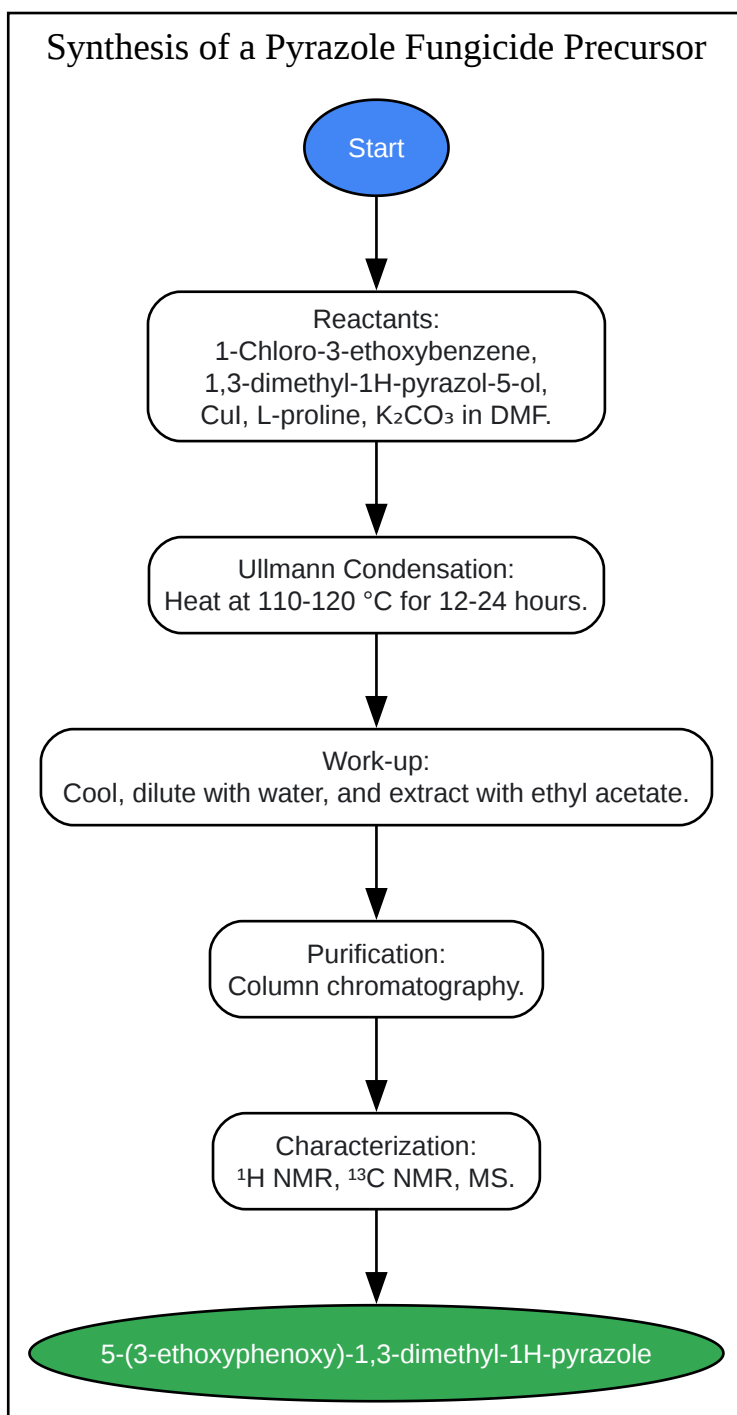 Synthesis of a Pyrazole Fungicide Precursor
Start
Reactants:
1-Chloro-3-ethoxybenzene,
1,3-dimethyl-1H-pyrazol-5-ol,
CuI, L-proline, K₂CO₃ in DMF.
Ullmann Condensation:
Heat at 110-120 °C for 12-24 hours.
Work-up:
Cool, dilute with water, and extract with ethyl acetate.
Purification:
Column chromatography.
Characterization:
¹H NMR, ¹³C NMR, MS.
5-(3-ethoxyphenoxy)-1,3-dimethyl-1H-pyrazole